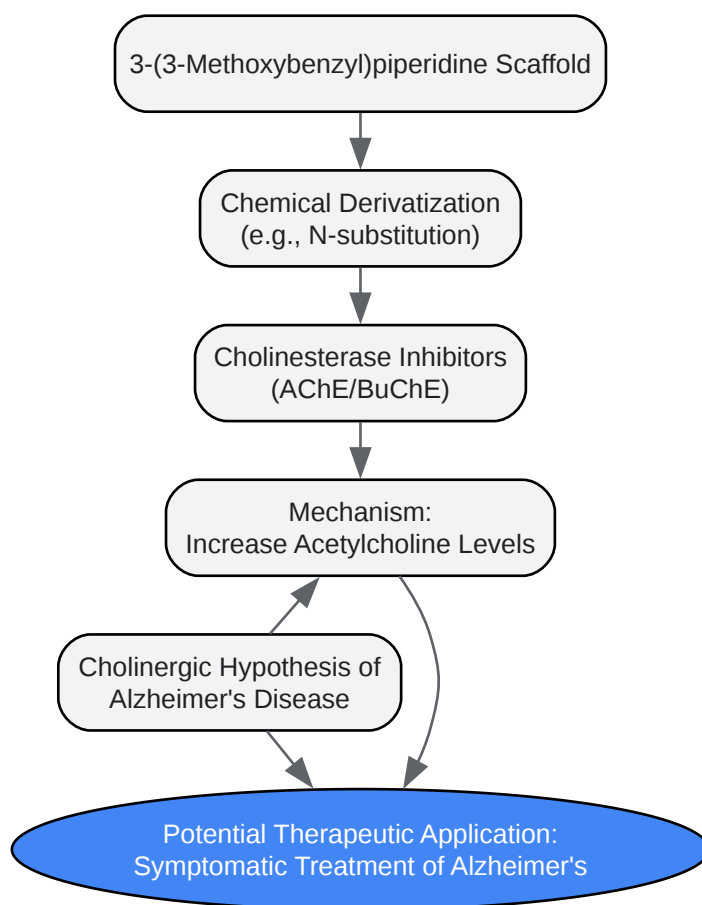 3-(3-Methoxybenzyl)piperidine Scaffold
Chemical Derivatization
(e.g., N-substitution)
Cholinesterase Inhibitors
(AChE/BuChE)
Mechanism:
Increase Acetylcholine Levels
Cholinergic Hypothesis of
Alzheimer's Disease
Potential Therapeutic Application:
Symptomatic Treatment of Alzheimer's